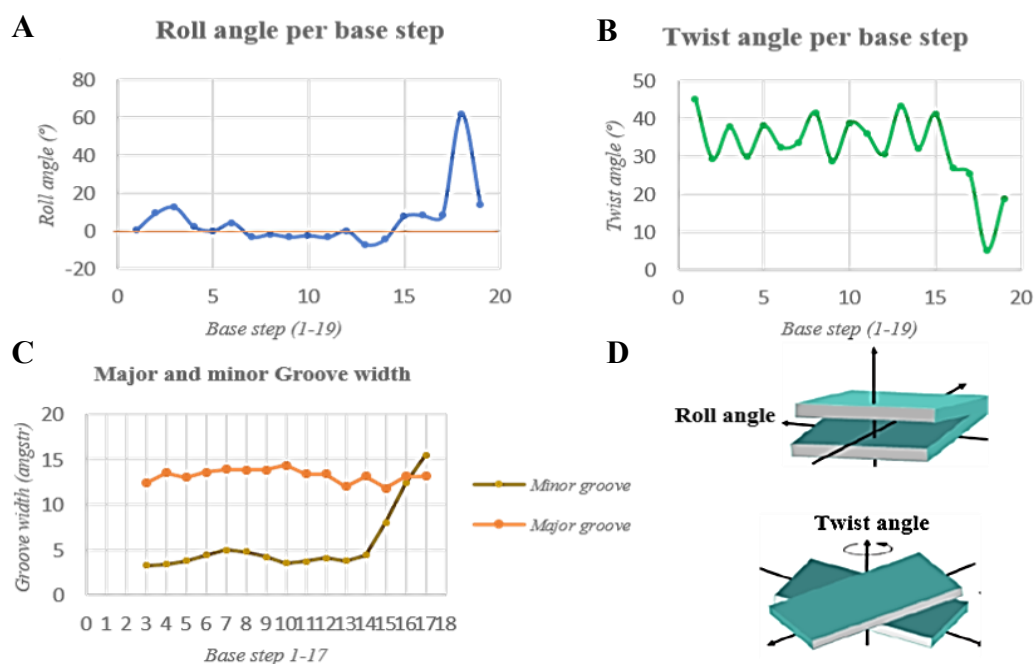 A
Roll angle per base step
80
60
40
20
0
-20
Roll angle (°)
0 5 10 15 20
Base step (1-19)
B
Twist angle per base step
50
40
30
20
10
0
Twist angle (°)
0 5 10 15 20
Base step (1-19)
C
Major and minor Groove width
20
15
10
5
0
Groove width (angstr)
0 1 2 3 4 5 6 7 8 9 10 11 12 13 14 15 16 17 18
Base step 1-17
Minor groove
Major groove
D
Roll angle
Twist angle